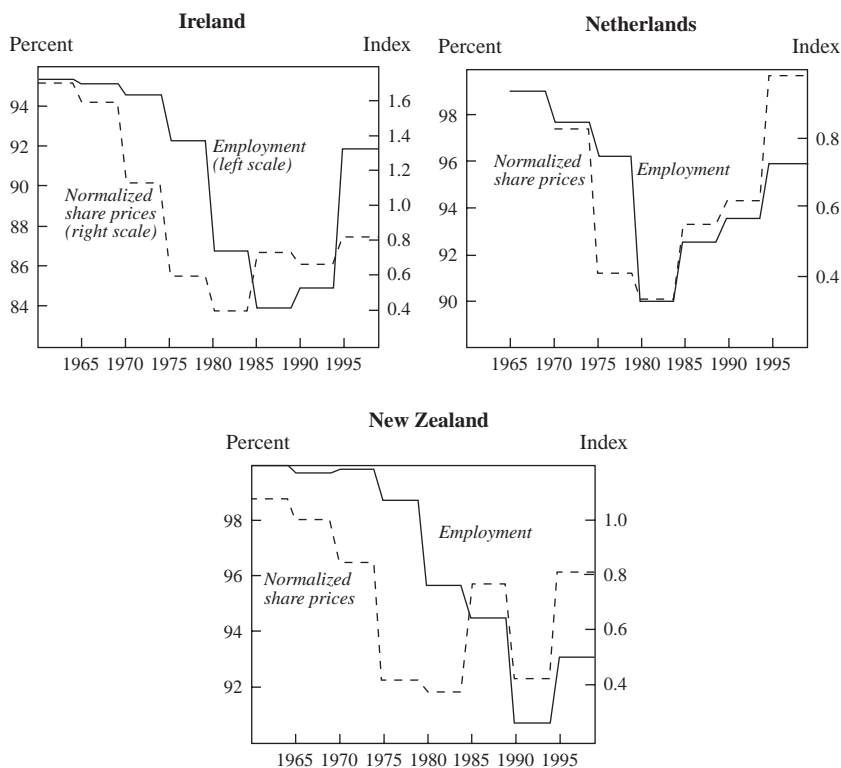 Ireland
Percent
Index
94
92
90
88
86
84
1.6
1.4
1.2
1.0
0.8
0.6
0.4
Employment
(left scale)
Normalized
share prices
(right scale)
1965 1970 1975 1980 1985 1990 1995
Netherlands
Percent
Index
98
96
94
92
90
0.8
0.6
0.4
Normalized
share prices
Employment
1965 1970 1975 1980 1985 1990 1995
New Zealand
Percent
Index
98
96
94
92
1.0
0.8
0.6
0.4
Employment
Normalized
share prices
1965 1970 1975 1980 1985 1990 1995